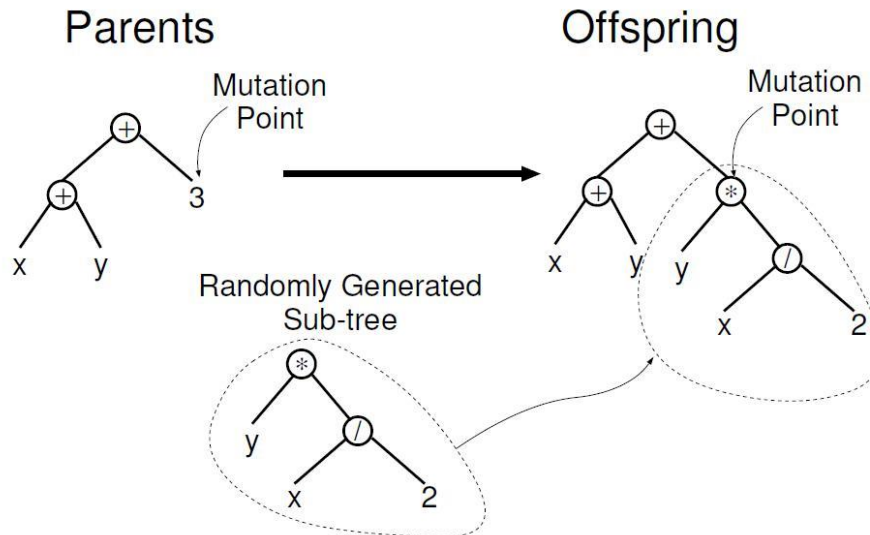 Parents
Offspring
Mutation
Point
+
+
3
x
y
Mutation
Point
+
+
*
x
y
y
/
x
2
Randomly Generated
Sub-tree
*
y
/
x
2